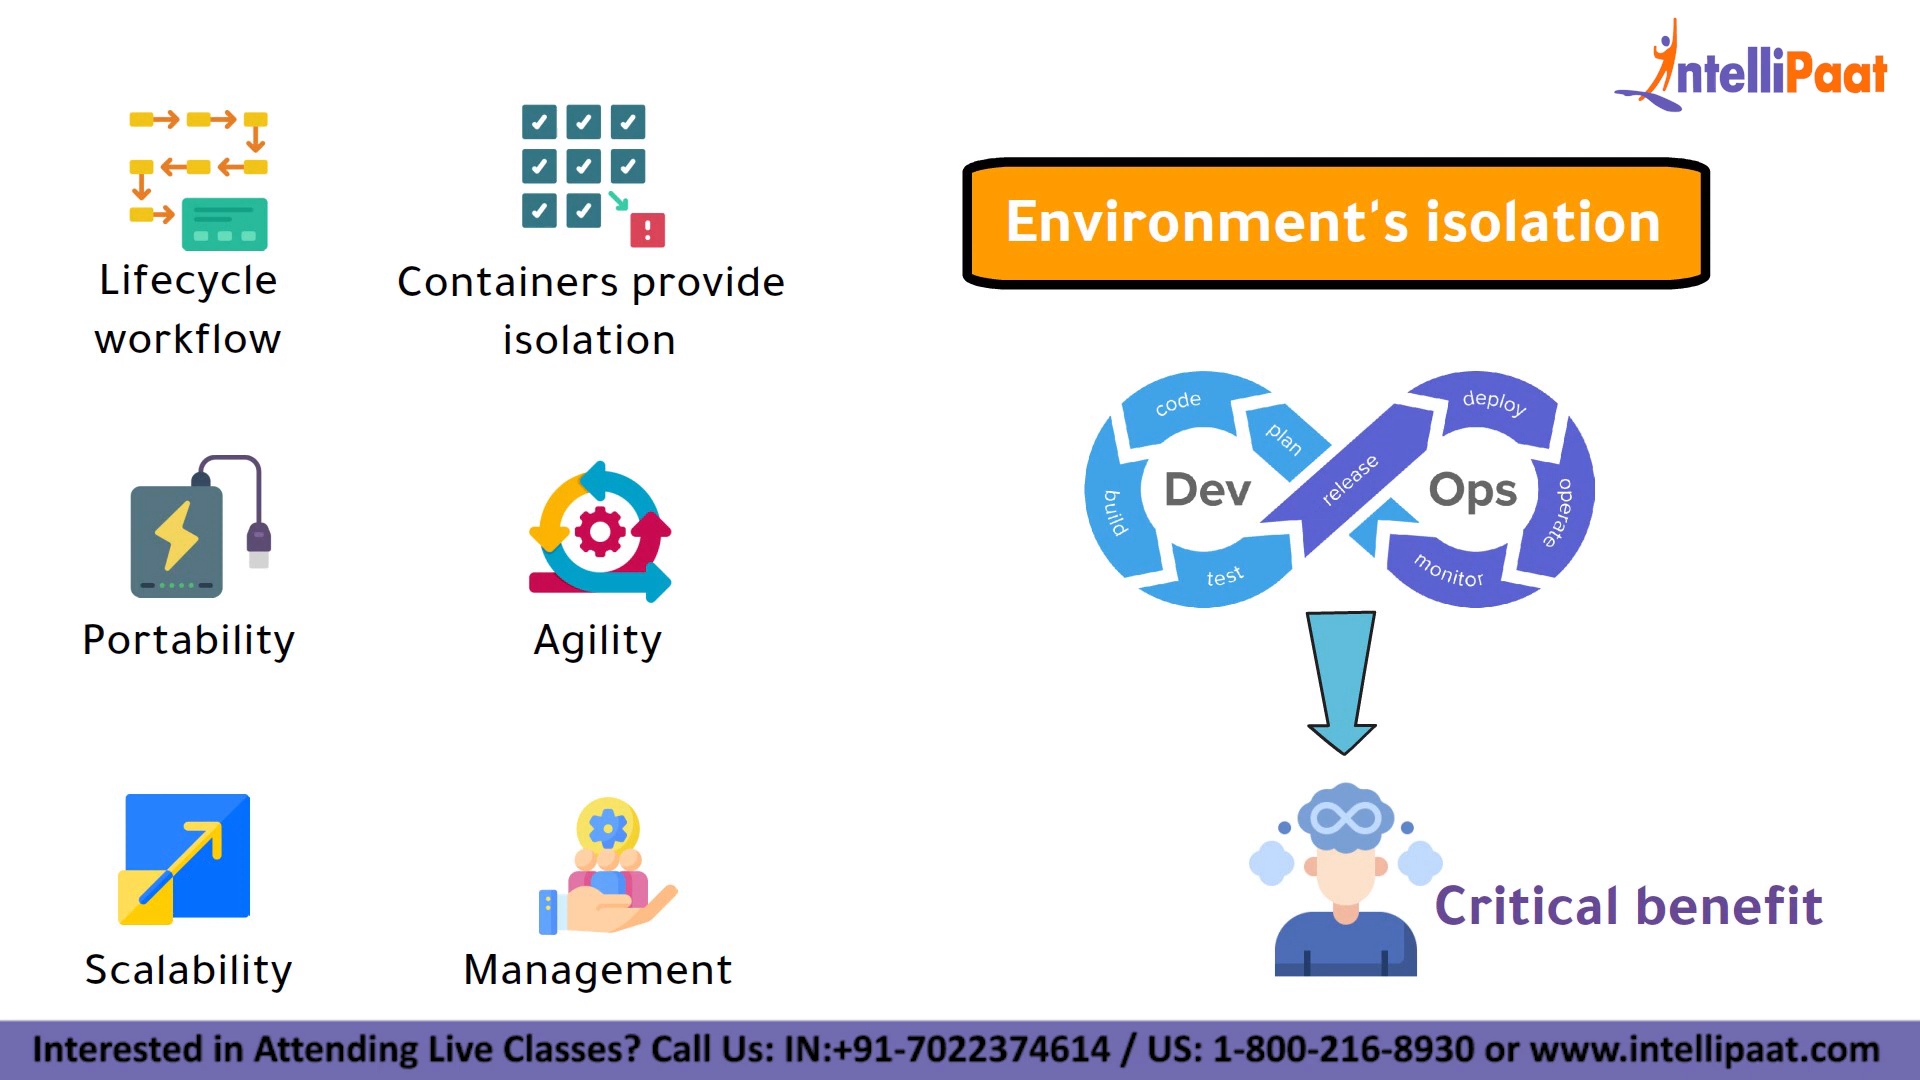 IntelliPaat
Lifecycle
workflow
Containers provide
isolation
Environment's isolation
code
plan
build
test
Dev
release
deploy
operate
monitor
Ops
Portability
Agility
Scalability
Management
Critical benefit
Interested in Attending Live Classes? Call Us: IN:+91-7022374614 / US: 1-800-216-8930 or www.intellipaat.com